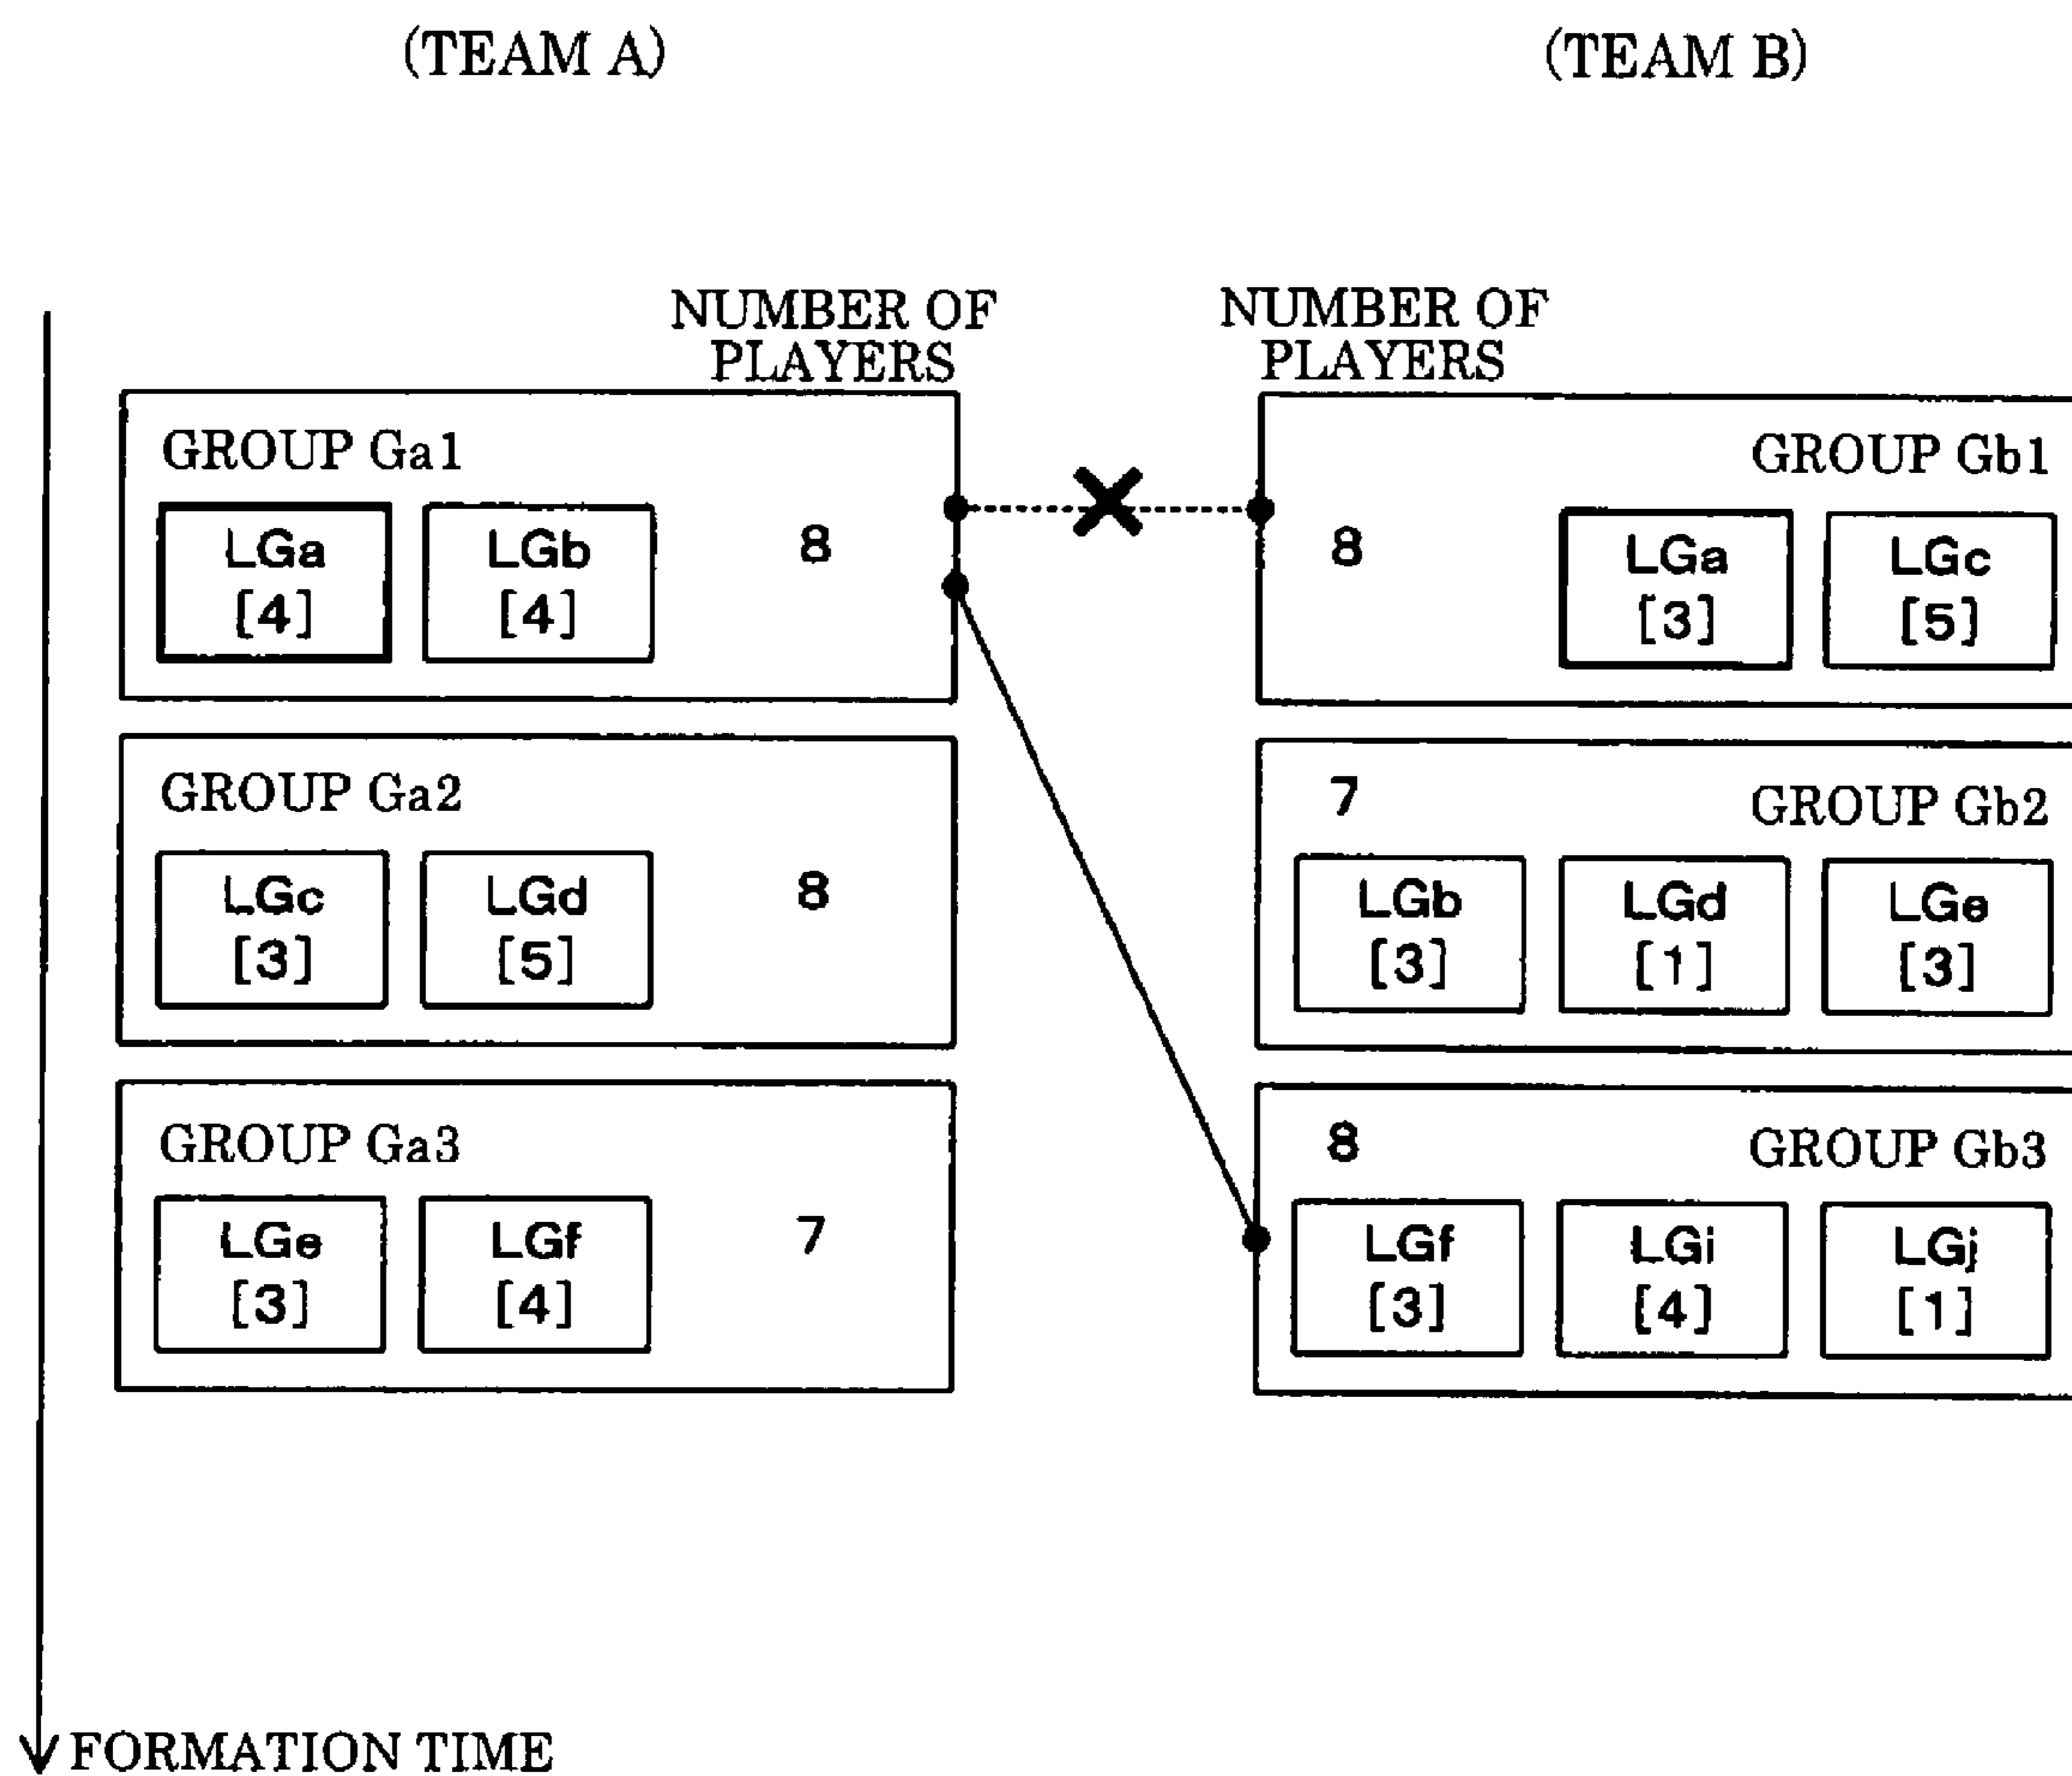 (TEAM A)
(TEAM B)
NUMBER OF
PLAYERS
NUMBER OF
PLAYERS
GROUP Ga1
LGa
[4]
LGb
[4]
8
GROUP Gb1
8
LGa
[3]
LGc
[5]
GROUP Ga2
LGc
[3]
LGd
[5]
8
7
GROUP Gb2
LGb
[3]
LGd
[1]
LGe
[3]
GROUP Ga3
LGe
[3]
LGf
[4]
7
8
GROUP Gb3
LGf
[3]
LGi
[4]
LGj
[1]
FORMATION TIME